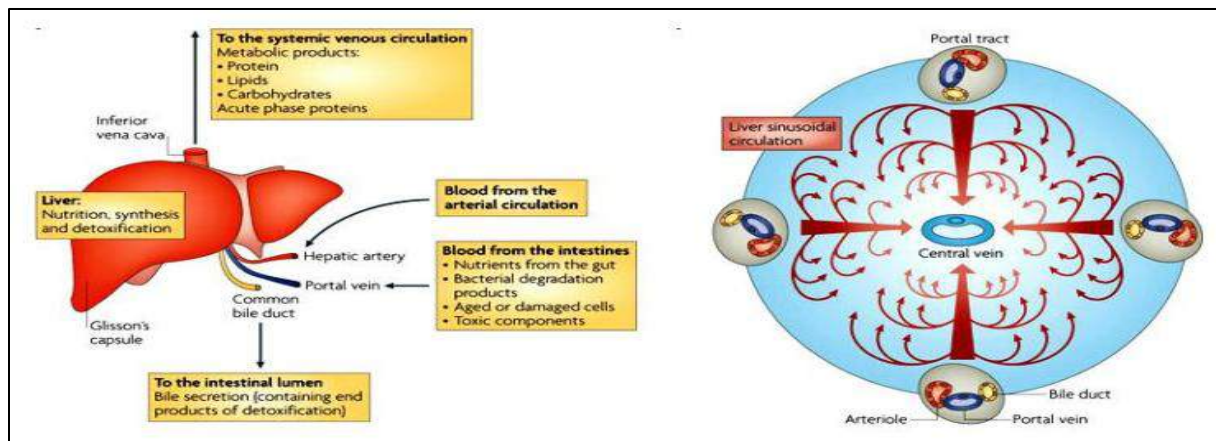 To the systemic venous circulation
Metabolic products:
• Protein
• Lipids
• Carbohydrates
Acute phase proteins
Inferior
vena cava
Liver:
Nutrition, synthesis
and detoxification
Blood from the
arterial circulation
Hepatic artery
Blood from the intestines
• Nutrients from the gut
• Bacterial degradation
products
• Aged or damaged cells
• Toxic components
Portal vein
Common
bile duct
Glisson's
capsule
To the intestinal lumen
Bile secretion (containing end
products of detoxification)
Portal tract
Liver sinusoidal
circulation
Central vein
Bile duct
Arteriole
Portal vein